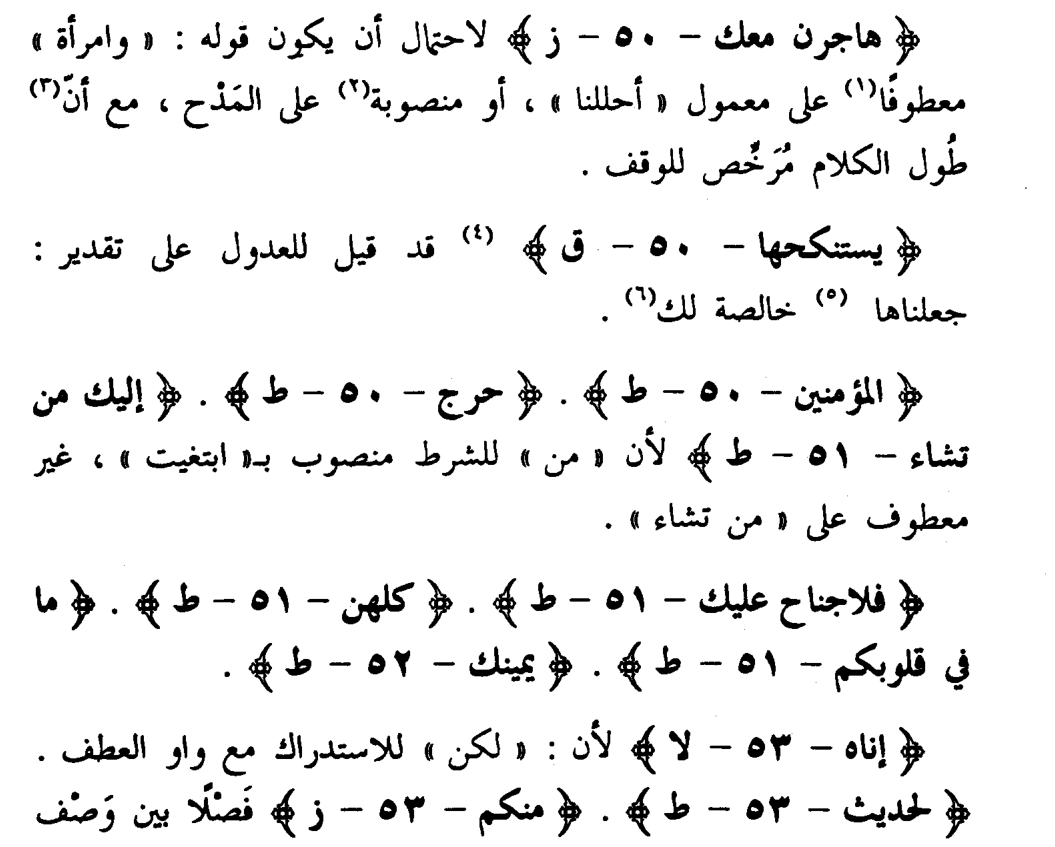 ﴿ هاجرن معك – ٥٠ – ز ﴾ لاحتمال أن يكون قوله : « وامرأة »
معطوفًا(١) على معمول « أحللنا » ، أو منصوبة(٢) على المَدْح ، مع أنّ(٣)
طُول الكلام مُرَخِّص للوقف .
﴿ يستنكحها – ٥٠ – ق ﴾ (٤) قد قيل للعدول على تقدير :
جعلناها (٥) خالصة لك(٦) .
﴿ المؤمنين – ٥٠ – ط ﴾ . ﴿ حرج – ٥٠ – ط ﴾ . ﴿ إليك من
تشاء – ٥١ – ط ﴾ لأن « من » للشرط منصوب بـ« ابتغيت » ، غير
معطوف على « من تشاء » .
﴿ فلاجناح عليك – ٥١ – ط ﴾ . ﴿ كلهن – ٥١ – ط ﴾ . ﴿ ما
في قلوبكم – ٥١ – ط ﴾ . ﴿ يمينك – ٥٢ – ط ﴾ .
﴿ إناه – ٥٣ – لا ﴾ لأن : « لكن » للاستدراك مع واو العطف .
﴿ لحديث – ٥٣ – ط ﴾ . ﴿ منكم – ٥٣ – ز ﴾ فَصْلًا بين وَصْف